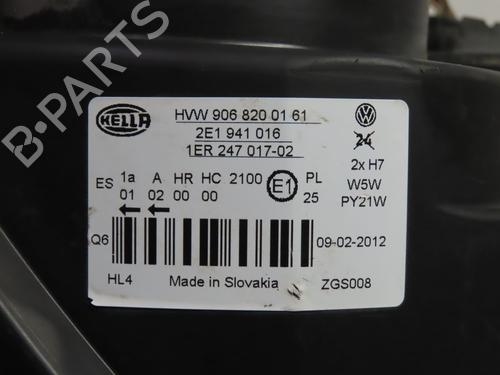 HELLA
HVW 906 820 01 61
2E1 941 016
1ER 247 017-02
24
2x H7
W5W
PY21W
ES 1a A HR HC 2100 E1 PL
01 02 00 00 25
Q6
09-02-2012
HL4 Made in Slovakia ZGS008